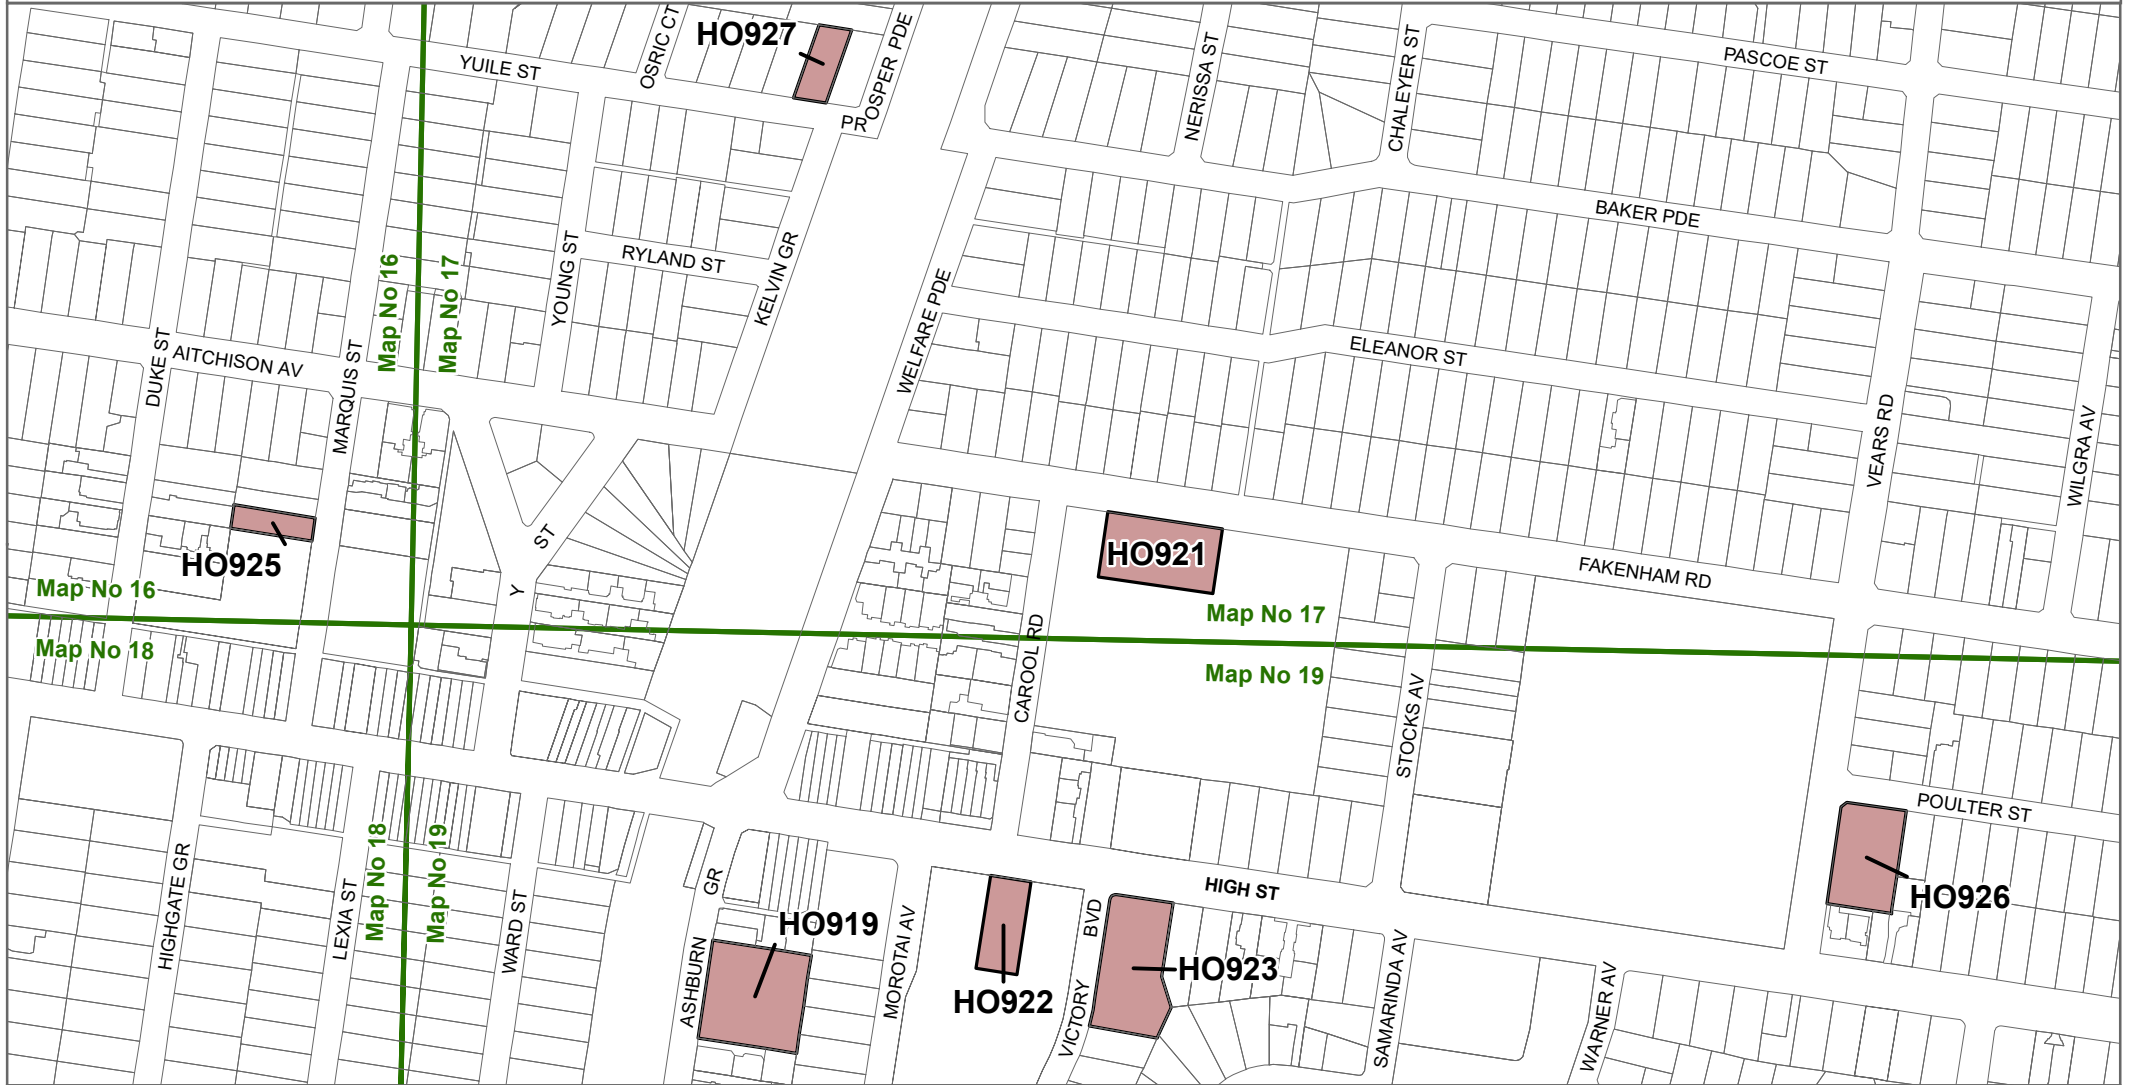 HO927
OSRIC CT
PROSPER PDE
YUILE ST
NERISSA ST
CHALEYER ST
PASCOE ST
BAKER PDE
RYLAND ST
YOUNG ST
KELVIN GR
Map No 16
Map No 17
WELFARE PDE
ELEANOR ST
DUKE ST
AITCHISON AV
MARQUIS ST
VEARS RD
WILGRA AV
ST
Y
HO925
HO921
FAKENHAM RD
Map No 16
Map No 17
Map No 18
Map No 19
CAROOL RD
STOCKS AV
POULTER ST
HO926
HIGH ST
HIGHGATE GR
LEXIA ST
Map No 18
Map No 19
WARD ST
ASHBURN GR
HO919
MOROTAI AV
HO922
VICTORY BVD
HO923
SAMARINDA AV
WARNER AV